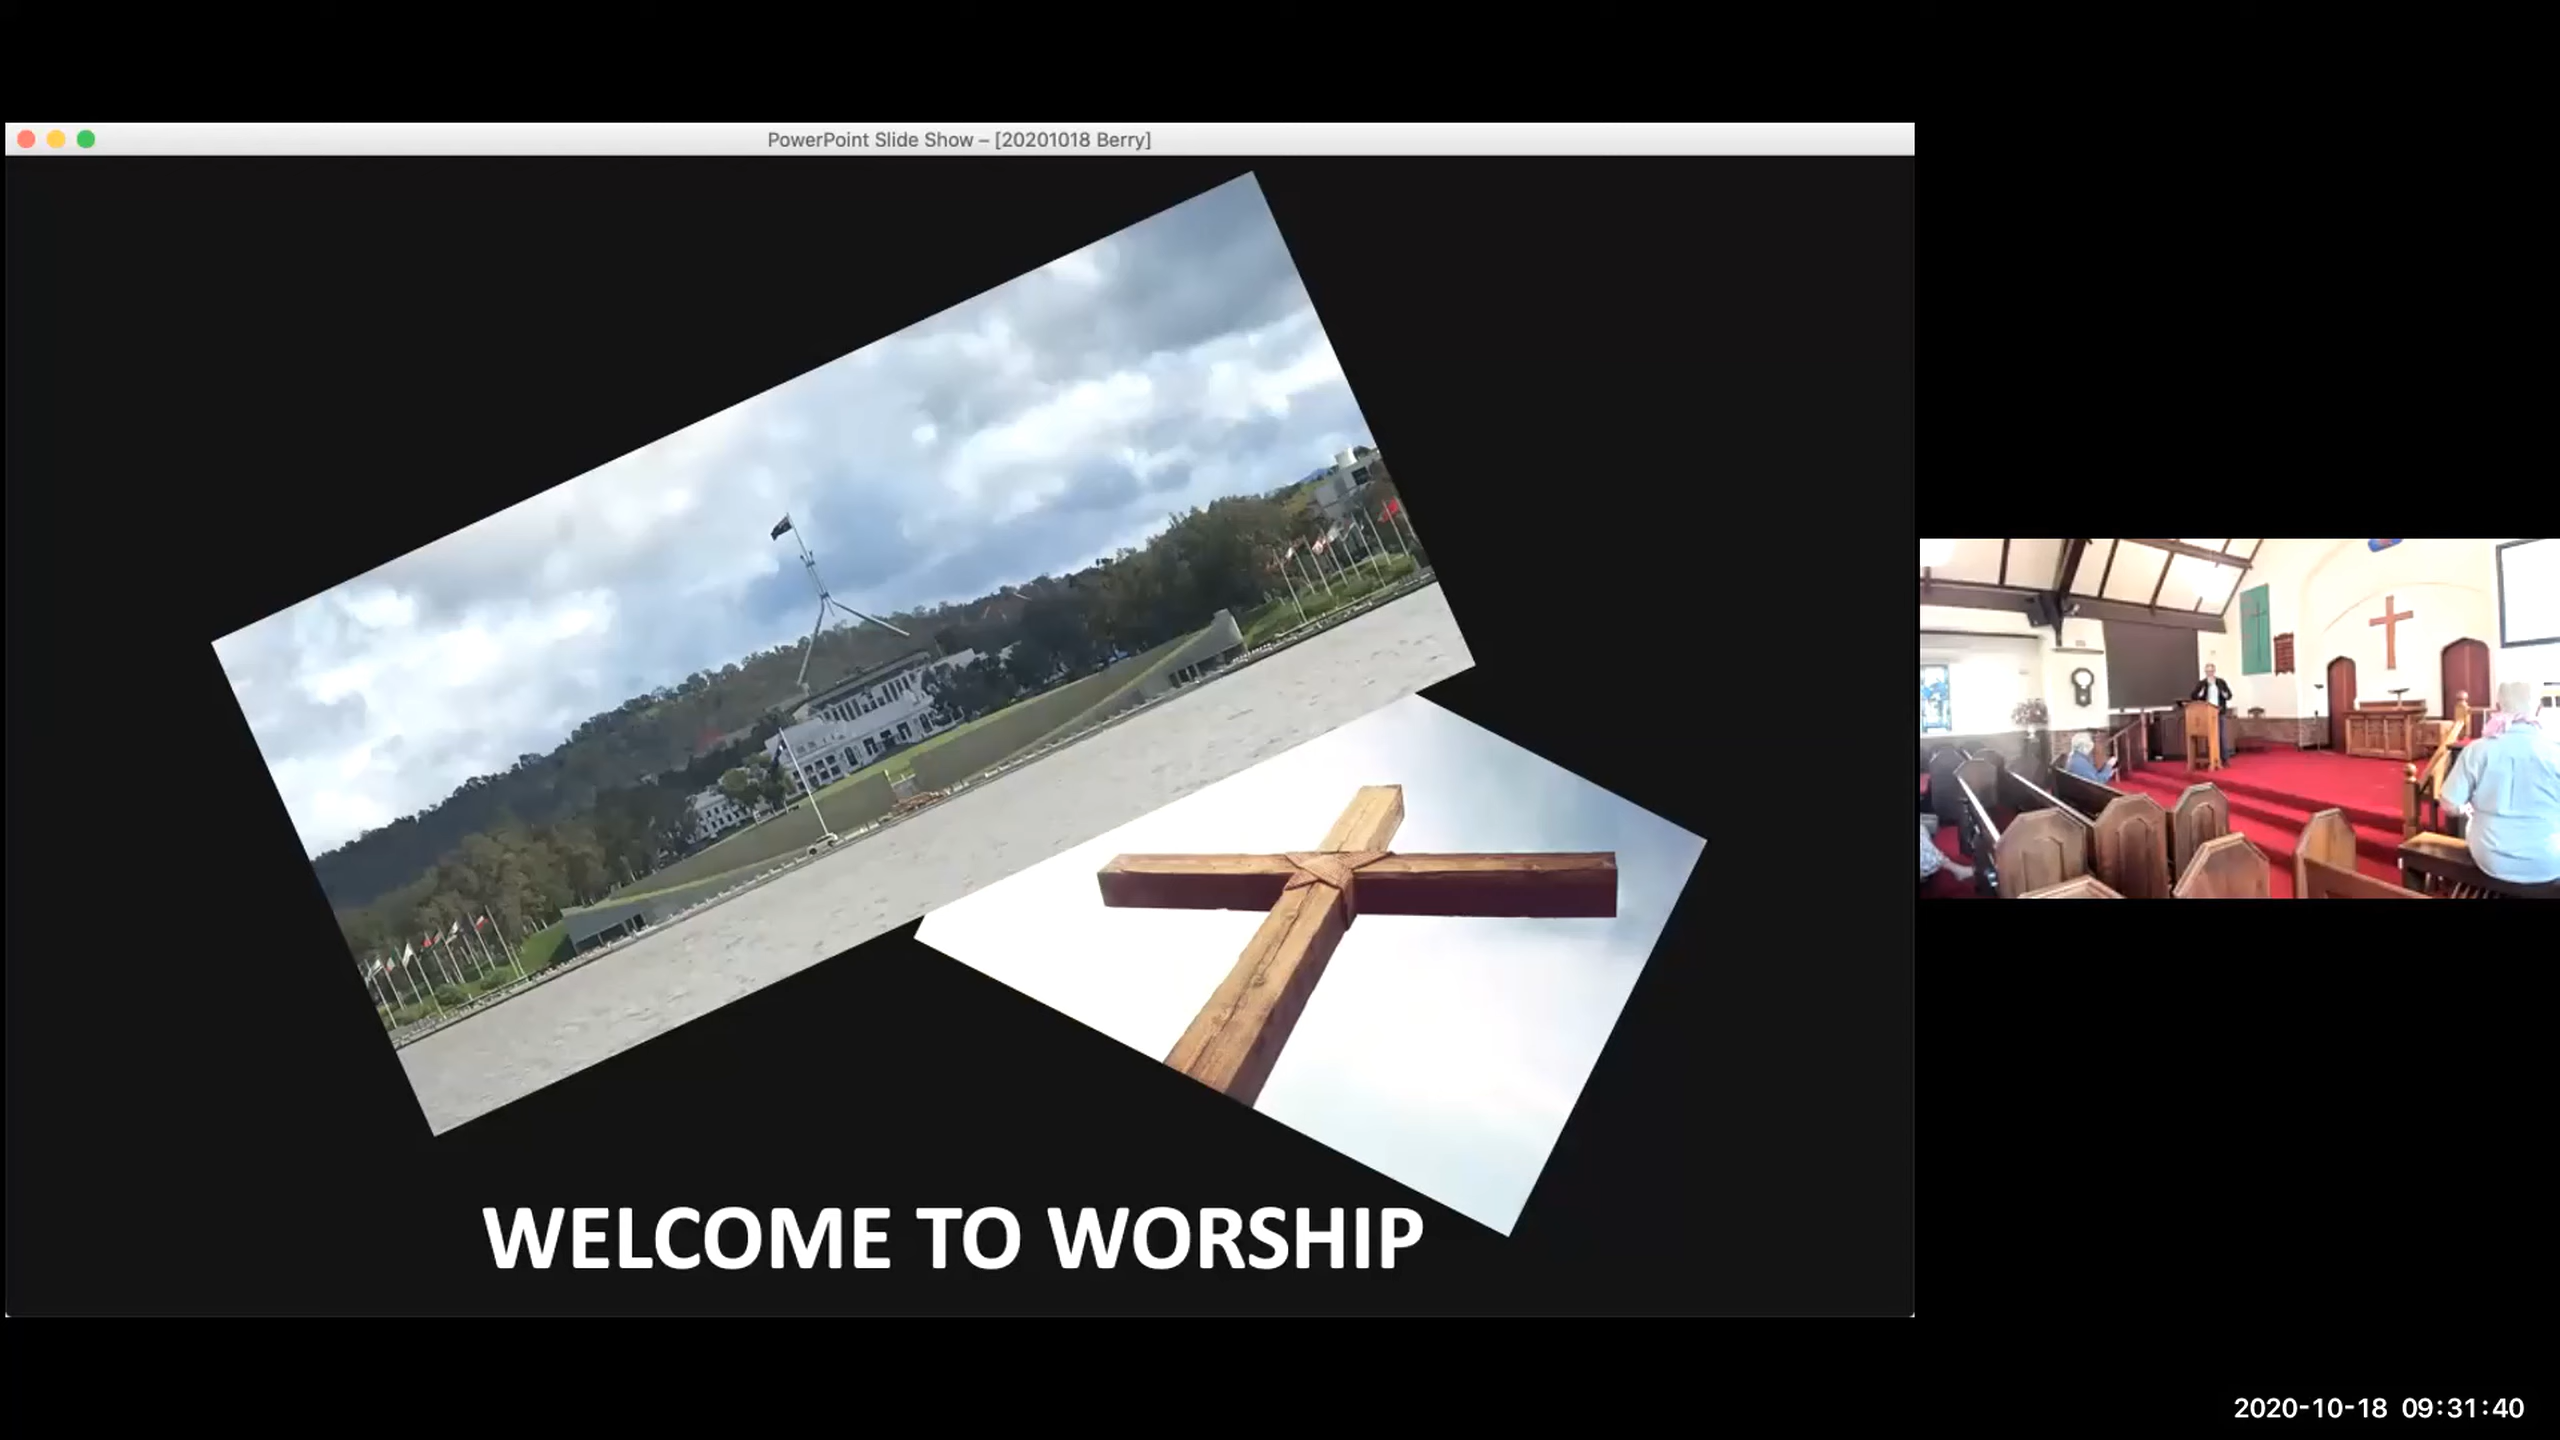 PowerPoint Slide Show – [20201018 Berry]
WELCOME TO WORSHIP
2020-10-18 09:31:40